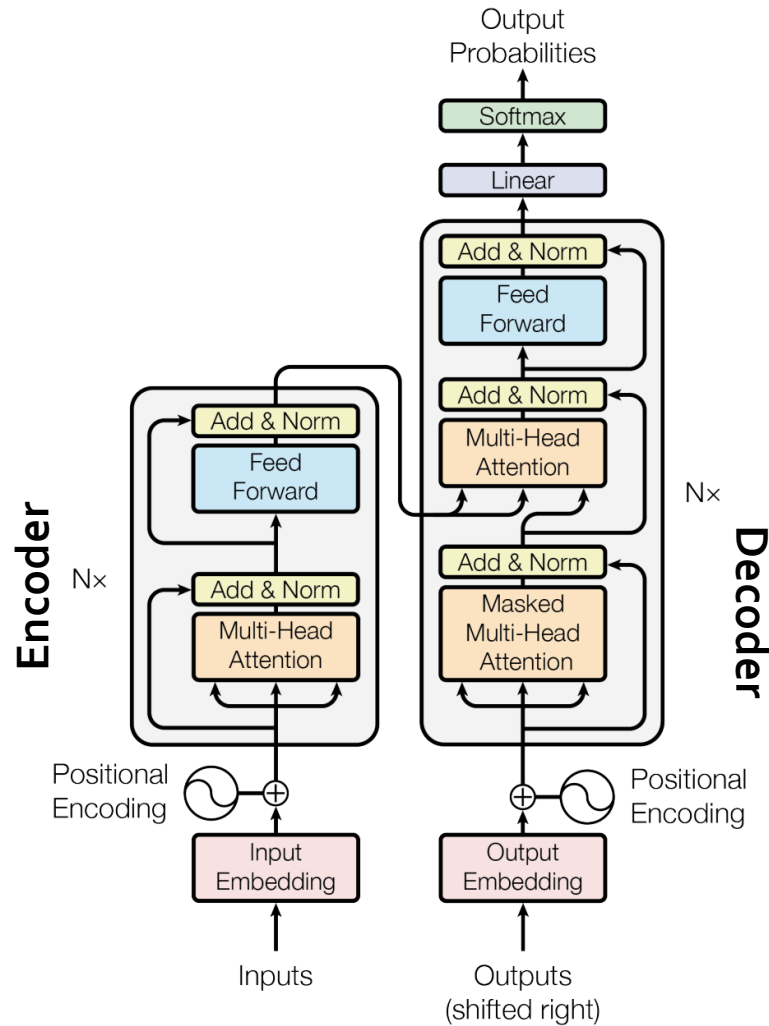 Output
Probabilities
Softmax
Linear
Add & Norm
Feed
Forward
Add & Norm
Multi-Head
Attention
Add & Norm
Masked
Multi-Head
Attention
Nx
Decoder
Add & Norm
Feed
Forward
Add & Norm
Multi-Head
Attention
Nx
Encoder
Positional
Encoding
Positional
Encoding
Input
Embedding
Output
Embedding
Inputs
Outputs
(shifted right)